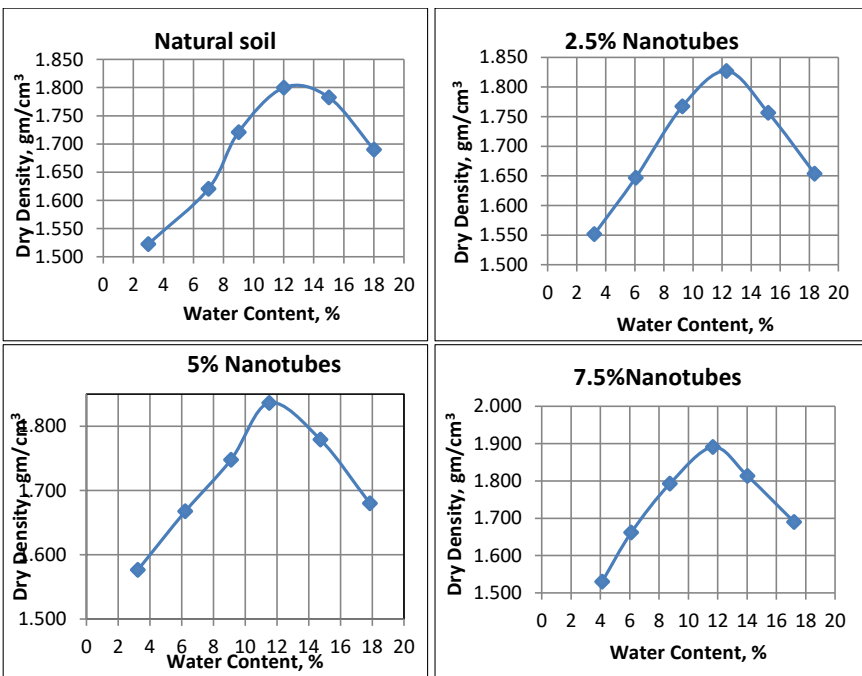 Natural soil
Dry Density, gm/cm³
1.850
1.800
1.750
1.700
1.650
1.600
1.550
1.500
0 2 4 6 8 10 12 14 16 18 20
Water Content, %
2.5% Nanotubes
Dry Density, gm/cm³
1.850
1.800
1.750
1.700
1.650
1.600
1.550
1.500
0 2 4 6 8 10 12 14 16 18 20
Water Content, %
5% Nanotubes
Dry Density, gm/cm³
1.800
1.700
1.600
1.500
0 2 4 6 8 10 12 14 16 18 20
Water Content, %
7.5%Nanotubes
Dry Density, gm/cm³
2.000
1.900
1.800
1.700
1.600
1.500
0 2 4 6 8 10 12 14 16 18 20
Water Content, %